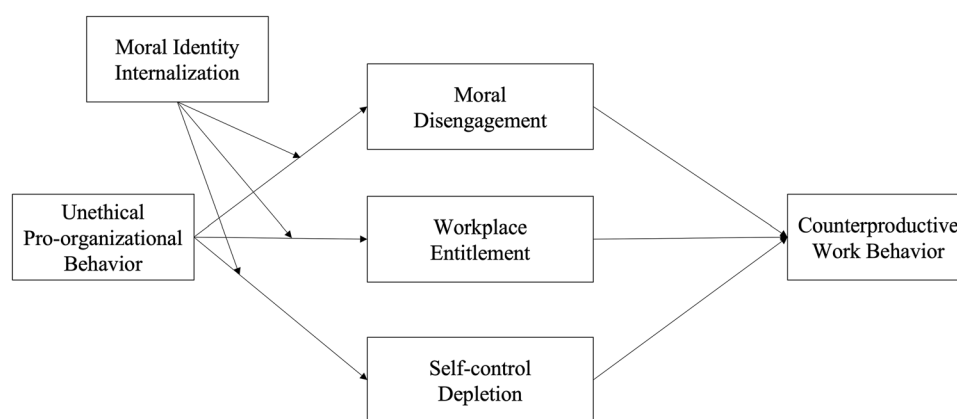 Moral Identity
Internalization
Moral
Disengagement
Unethical
Pro-organizational
Behavior
Workplace
Entitlement
Counterproductive
Work Behavior
Self-control
Depletion